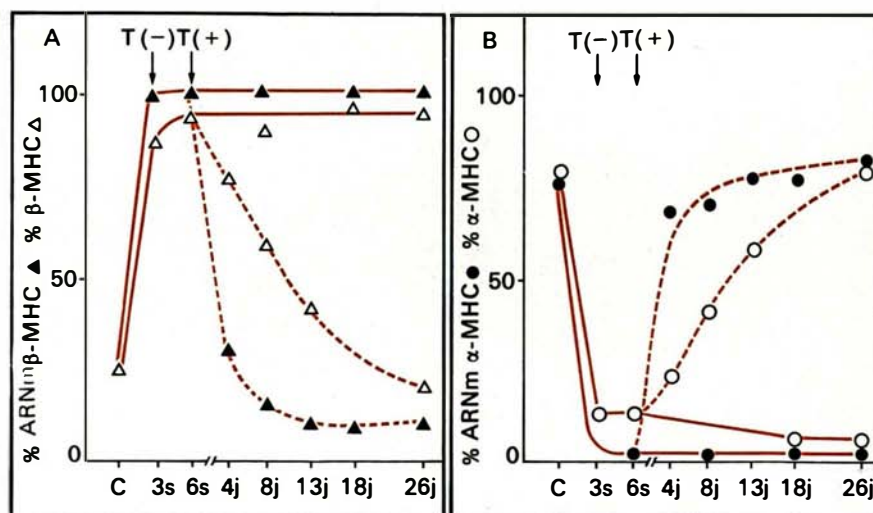 A
T(−) T(+)
100
50
0
% ARNm β-MHC ▲ % β-MHC △
C 3s 6s 4j 8j 13j 18j 26j
B
T(−) T(+)
100
50
0
% ARNm α-MHC ● % α-MHC ○
C 3s 6s 4j 8j 13j 18j 26j